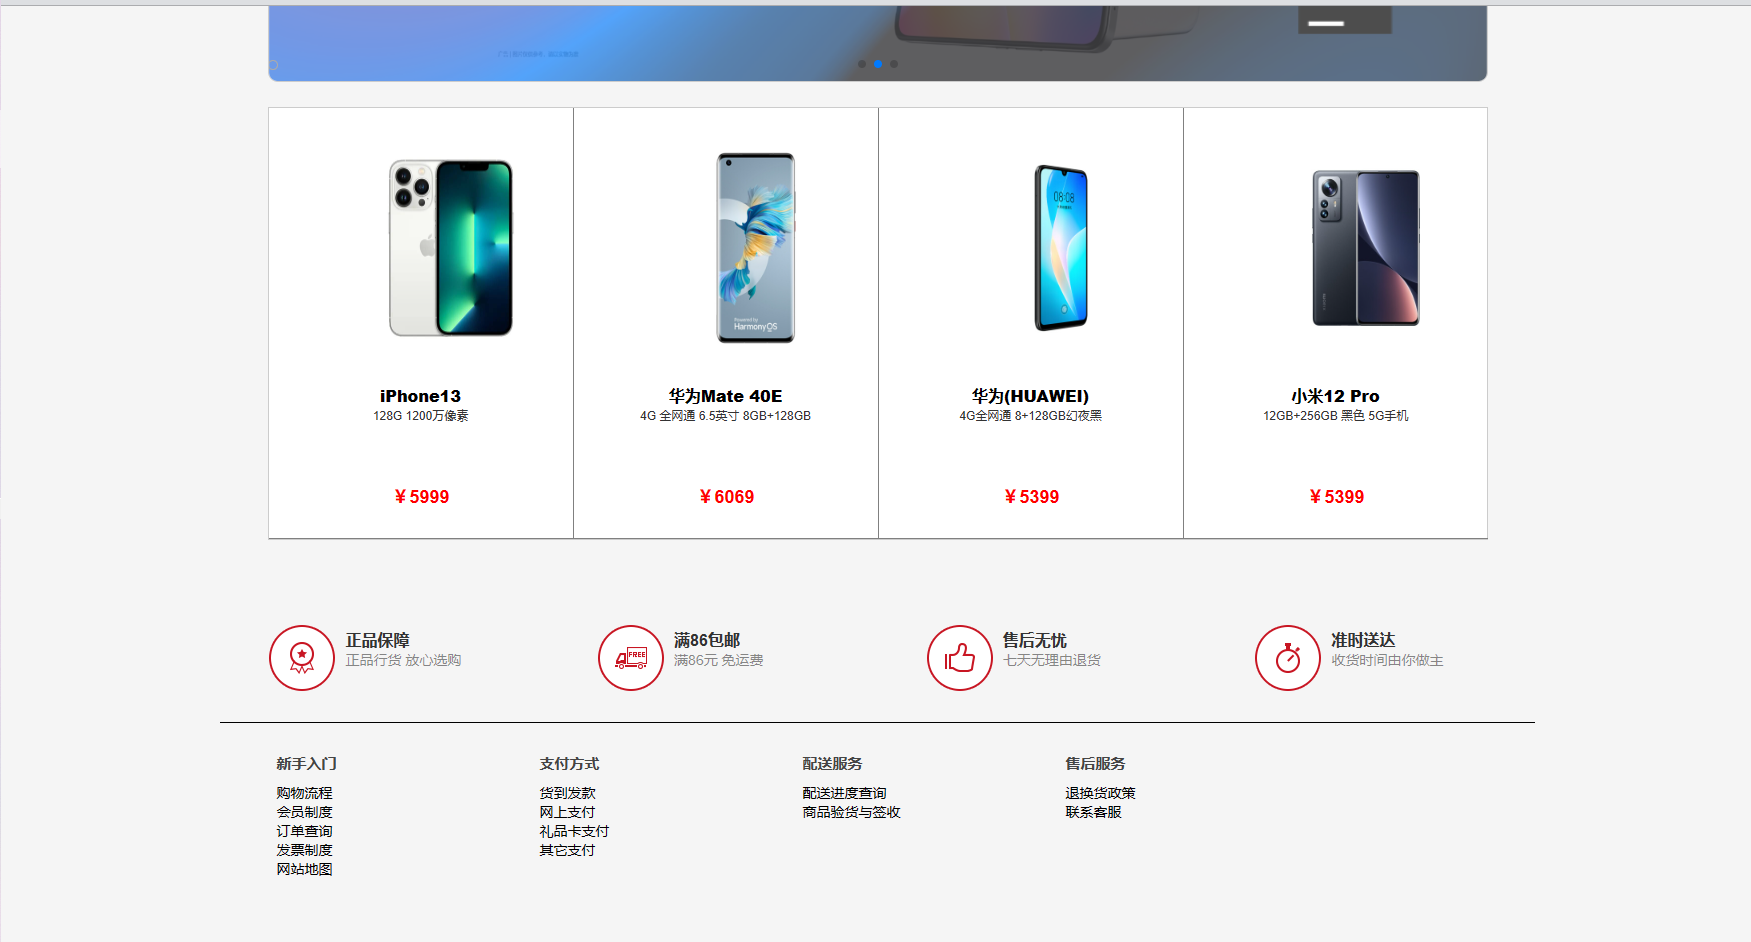 08:08
Powered by
HarmonyOS
iPhone13
128G 1200万像素
¥ 5999
华为Mate 40E
4G 全网通 6.5英寸 8GB+128GB
¥ 6069
华为(HUAWEI)
4G全网通 8+128GB幻夜黑
¥ 5399
小米12 Pro
12GB+256GB 黑色 5G手机
¥ 5399
正品保障
正品行货 放心选购
FREE
满86包邮
满86元 免运费
售后无忧
七天无理由退货
准时送达
收货时间由你做主
新手入门
购物流程
会员制度
订单查询
发票制度
网站地图
支付方式
货到发款
网上支付
礼品卡支付
其它支付
配送服务
配送进度查询
商品验货与签收
售后服务
退换货政策
联系客服